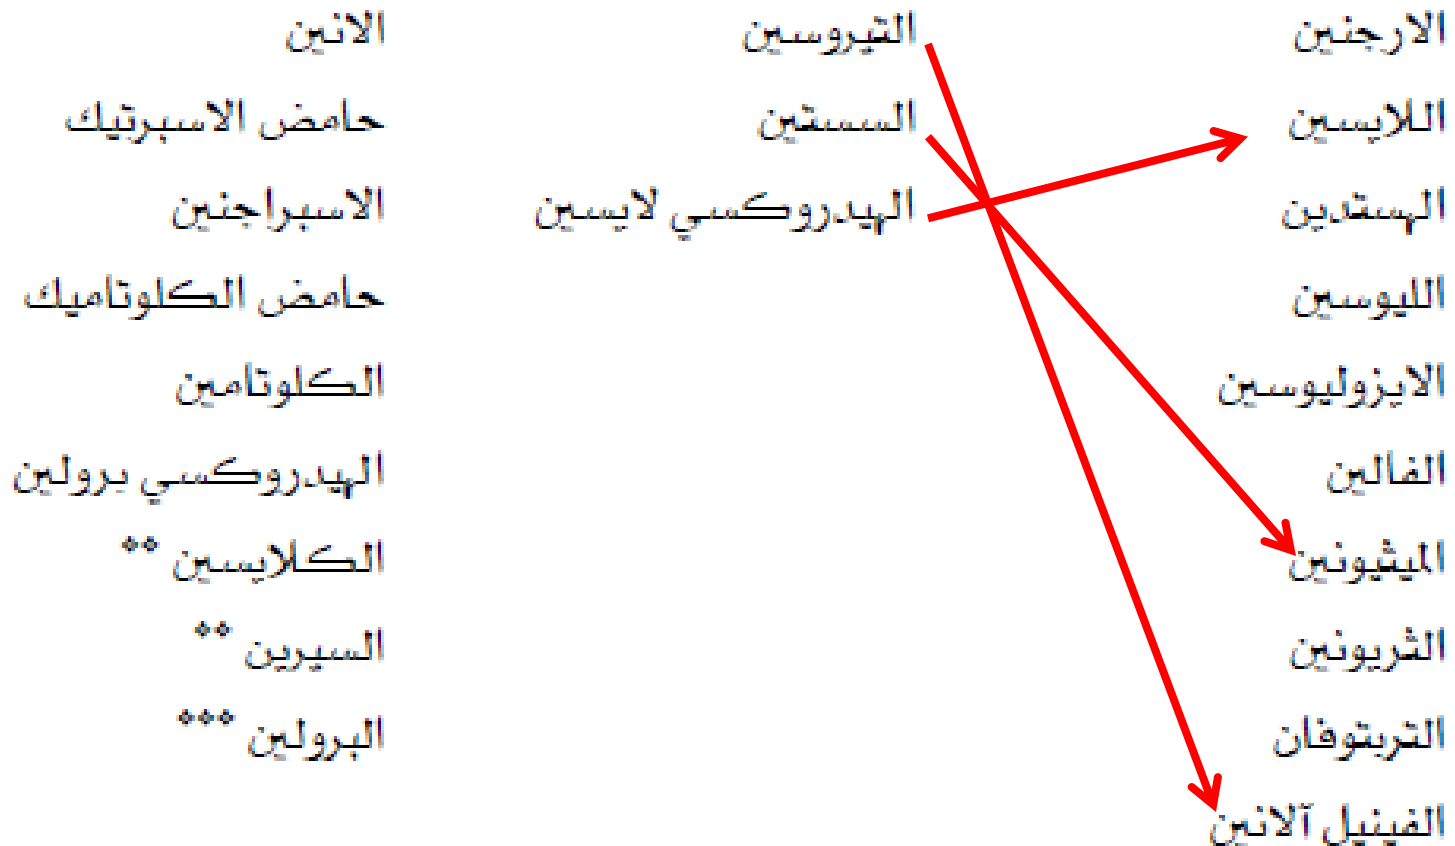 الارجنين التيروسين الانين
اللايسين السستين حامض الاسبرتيك
الهستدين الهيدروكسي لايسين الاسبراجنين
الليوسين حامض الكلوتاميك
الايزوليوسين الكلوتامين
الفالين الهيدروكسي برولين
الميثيونين الكلايسين **
الثريونين السيرين **
التربتوفان البرولين ***
الفينيل آلانين